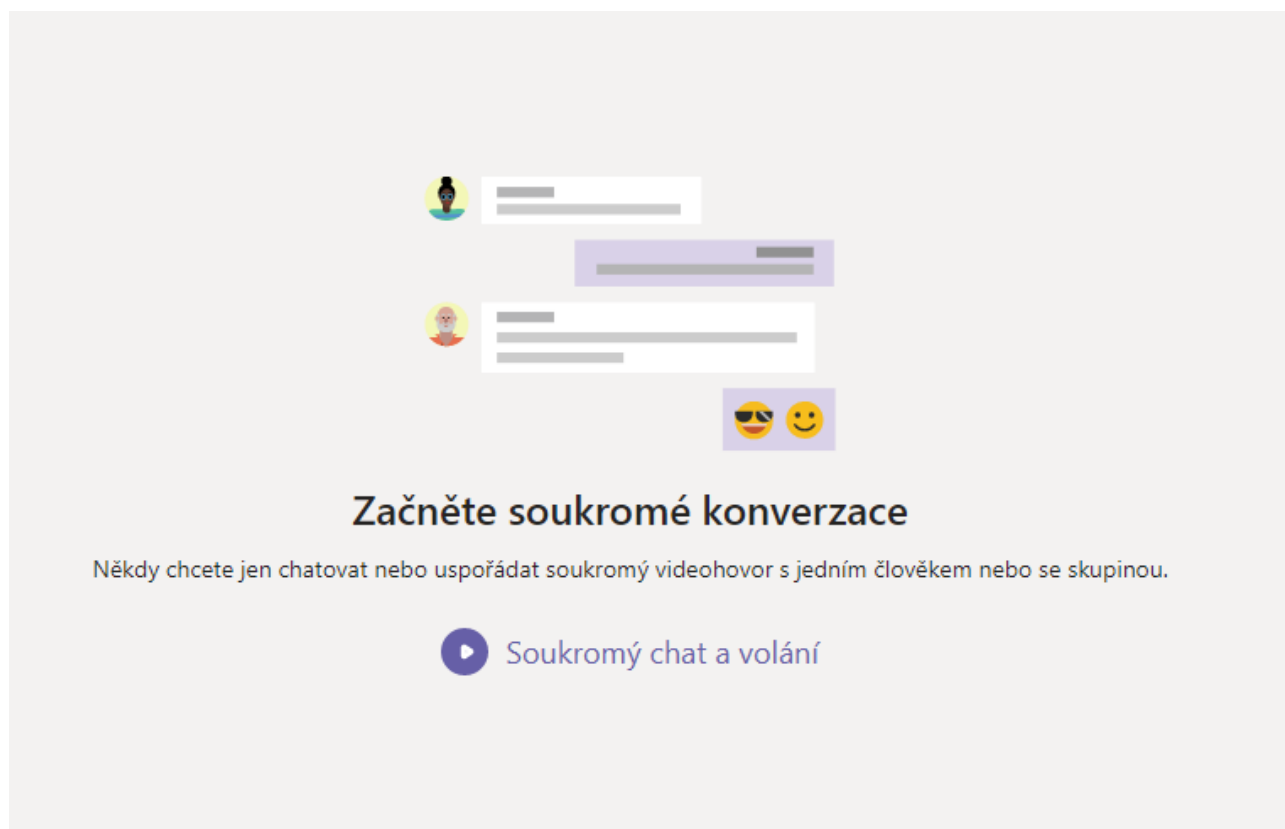 Začněte soukromé konverzace
Někdy chcete jen chatovat nebo uspořádat soukromý videohovor s jedním člověkem nebo se skupinou.
Soukromý chat a volání